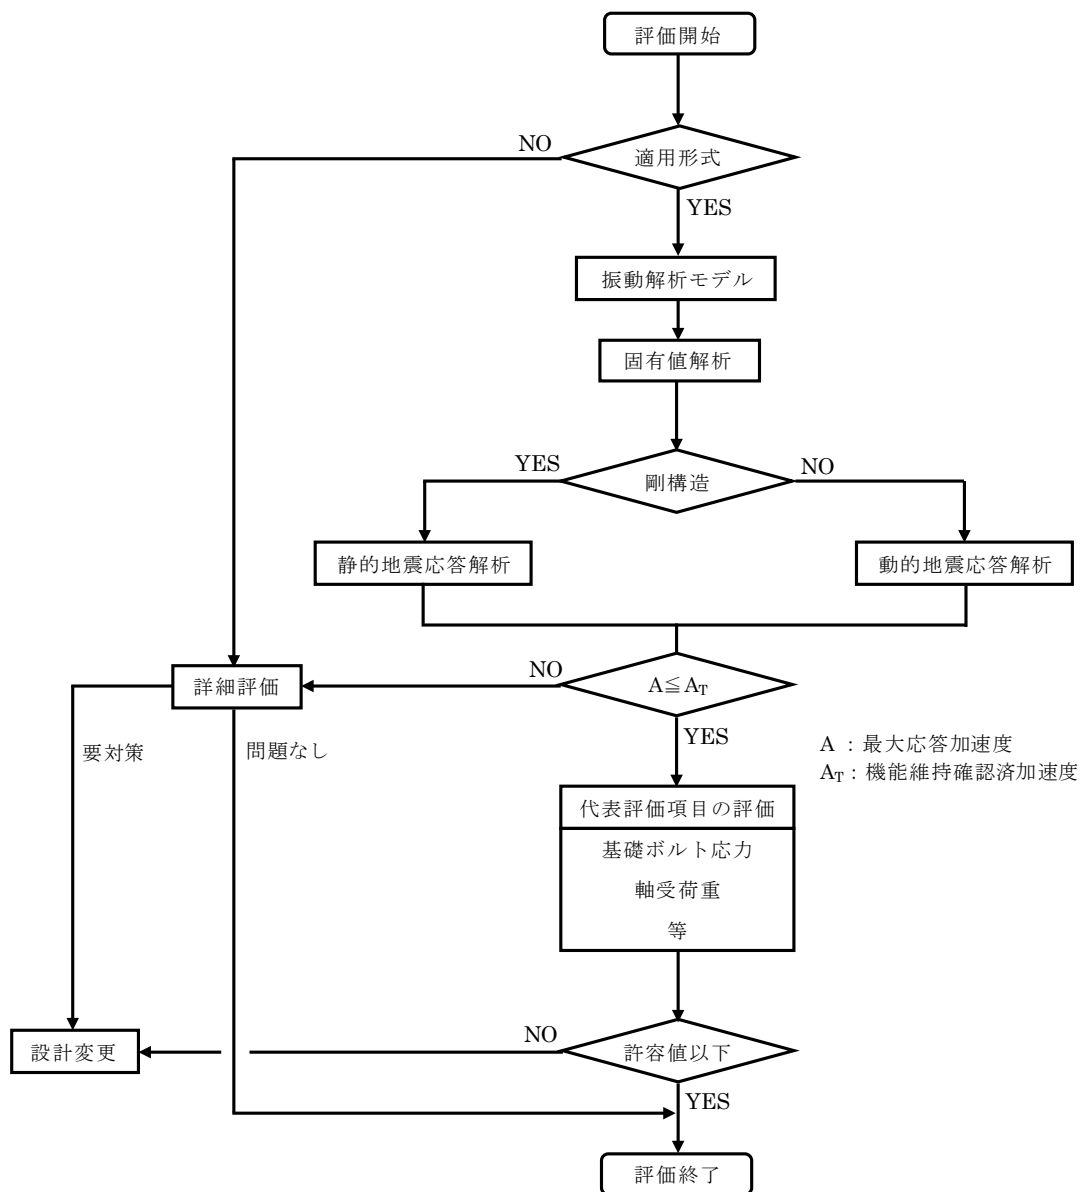 評価開始
NO
適用形式
YES
振動解析モデル
固有値解析
YES
NO
剛構造
静的地震応答解析
動的地震応答解析
NO
詳細評価
A≦AT
YES
要対策
問題なし
A : 最大応答加速度
AT : 機能維持確認済加速度
代表評価項目の評価
基礎ボルト応力
軸受荷重
等
NO
設計変更
許容値以下
YES
評価終了